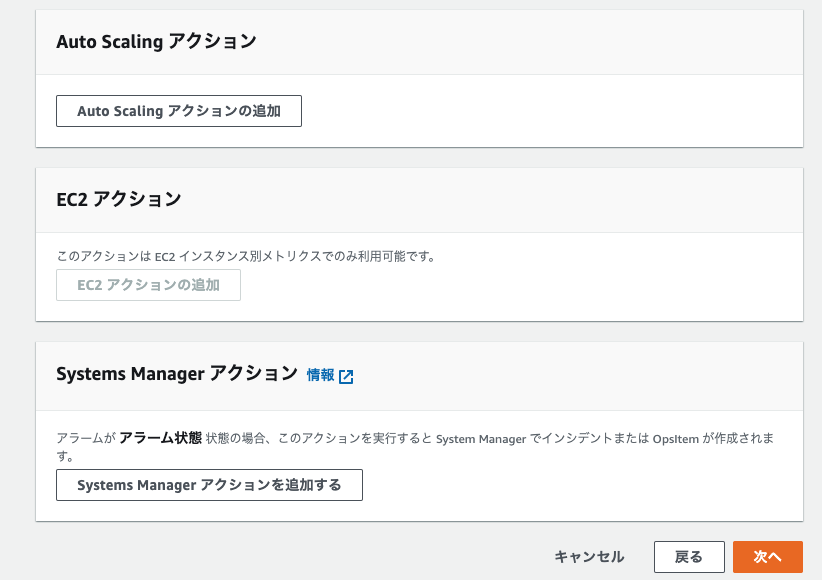 Auto Scaling アクション
Auto Scaling アクションの追加
EC2 アクション
このアクションは EC2 インスタンス別メトリクスでのみ利用可能です。
EC2 アクションの追加
Systems Manager アクション 情報
アラームが アラーム状態 状態の場合、このアクションを実行すると System Manager でインシデントまたは OpsItem が作成されま
す。
Systems Manager アクションを追加する
キャンセル 戻る 次へ